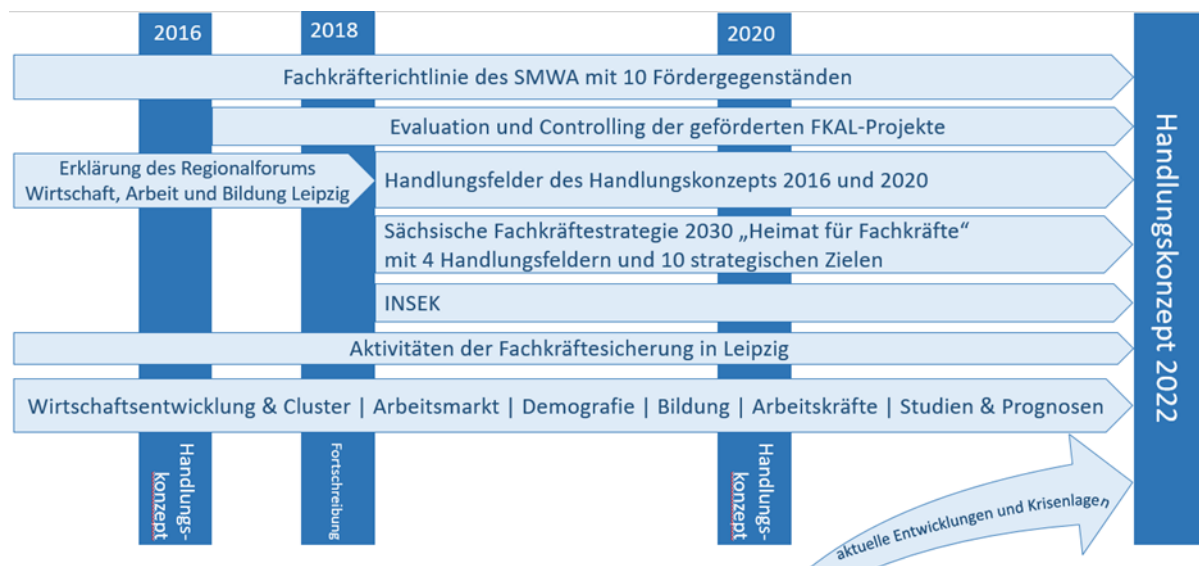 2016
2018
2020
Fachkräfterichtlinie des SMWA mit 10 Fördergegenständen
Evaluation und Controlling der geförderten FKAL-Projekte
Erklärung des Regionalforums
Wirtschaft, Arbeit und Bildung Leipzig
Handlungsfelder des Handlungskonzepts 2016 und 2020
Sächsische Fachkräftestrategie 2030 „Heimat für Fachkräfte“
mit 4 Handlungsfeldern und 10 strategischen Zielen
INSEK
Aktivitäten der Fachkräftesicherung in Leipzig
Wirtschaftsentwicklung & Cluster | Arbeitsmarkt | Demografie | Bildung | Arbeitskräfte | Studien & Prognosen
Handlungs-
konzept
Fortschreibung
Handlungs-
konzept
aktuelle Entwicklungen und Krisenlagen
Handlungskonzept 2022